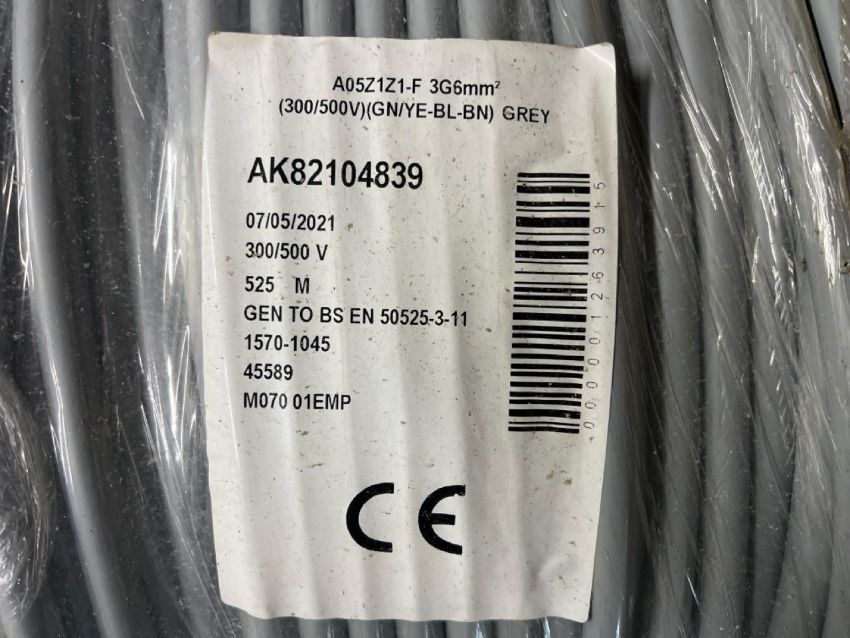 A05Z1Z1-F 3G6mm²
(300/500V)(GN/YE-BL-BN) GREY
AK82104839
07/05/2021
300/500 V
525 M
GEN TO BS EN 50525-3-11
1570-1045
45589
M070 01EMP
0000001263915
CE